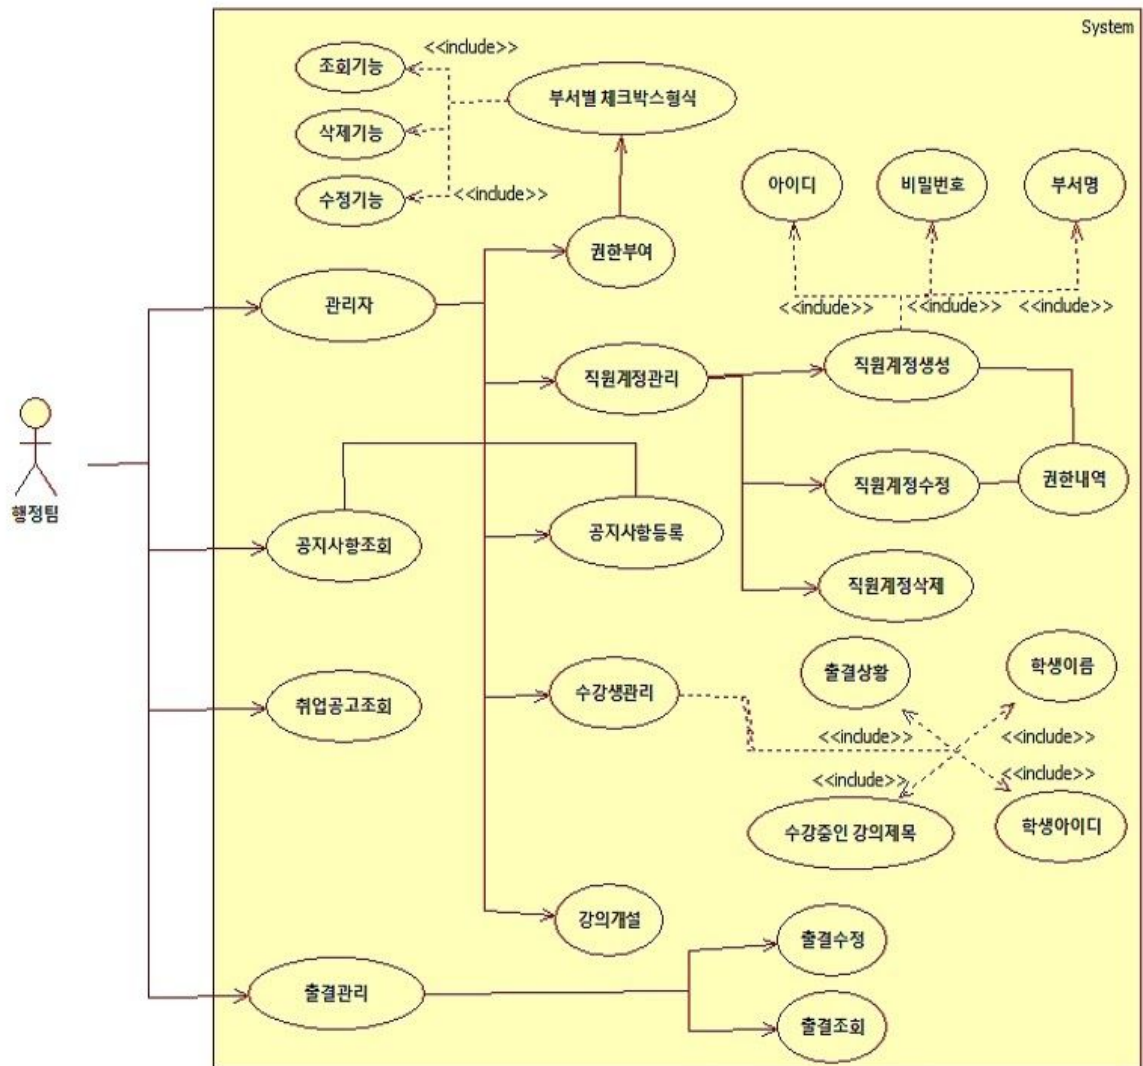 System
<<include>>
조회기능
부서별 체크박스형식
삭제기능
<<include>>
수정기능
아이디
비밀번호
부서명
권한부여
관리자
<<include>>
<<include>>
<<include>>
직원계정관리
직원계정생성
행정팀
직원계정수정
권한내역
공지사항조회
공지사항등록
직원계정삭제
취업공고조회
수강생관리
출결상황
학생이름
<<include>>
<<include>>
<<include>>
<<include>>
수강중인 강의제목
학생아이디
강의개설
출결수정
출결관리
출결조회